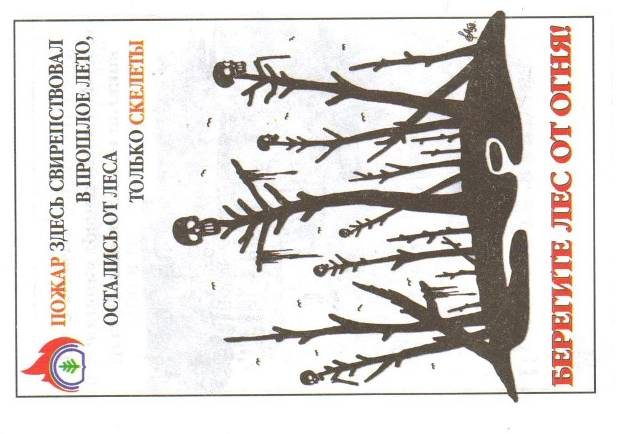 ПОЖАР ЗДЕСЬ СВИРЕПСТВОВАЛ
В ПРОШЛОЕ ЛЕТО,
ОСТАЛИСЬ ОТ ЛЕСА
ТОЛЬКО СКЕЛЕТЫ
БЕРЕГИТЕ ЛЕС ОТ ОГНЯ!